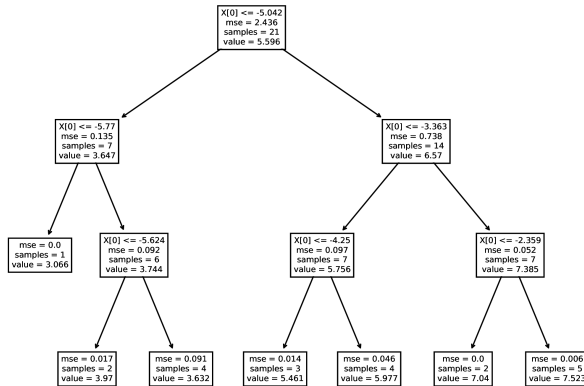 X[0] <= -5.042
mse = 2.436
samples = 21
value = 5.596
X[0] <= -5.77
mse = 0.135
samples = 7
value = 3.647
X[0] <= -3.363
mse = 0.738
samples = 14
value = 6.57
mse = 0.0
samples = 1
value = 3.066
X[0] <= -5.624
mse = 0.092
samples = 6
value = 3.744
X[0] <= -4.25
mse = 0.097
samples = 7
value = 5.756
X[0] <= -2.359
mse = 0.052
samples = 7
value = 7.385
mse = 0.017
samples = 2
value = 3.97
mse = 0.091
samples = 4
value = 3.632
mse = 0.014
samples = 3
value = 5.461
mse = 0.046
samples = 4
value = 5.977
mse = 0.0
samples = 2
value = 7.04
mse = 0.006
samples = 5
value = 7.523